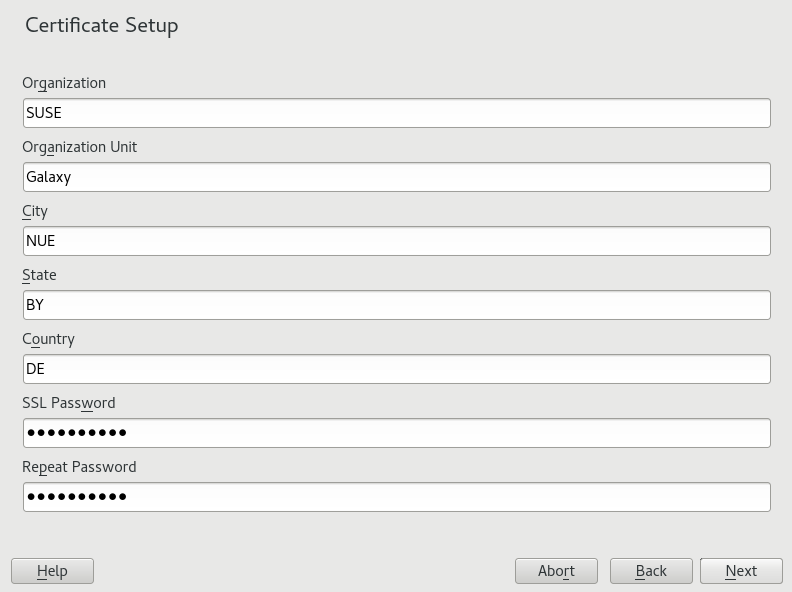 Certificate Setup
Organization
SUSE
Organization Unit
Galaxy
City
NUE
State
BY
Country
DE
SSL Password
●●●●●●●●●●
Repeat Password
●●●●●●●●●●
Help Abort Back Next